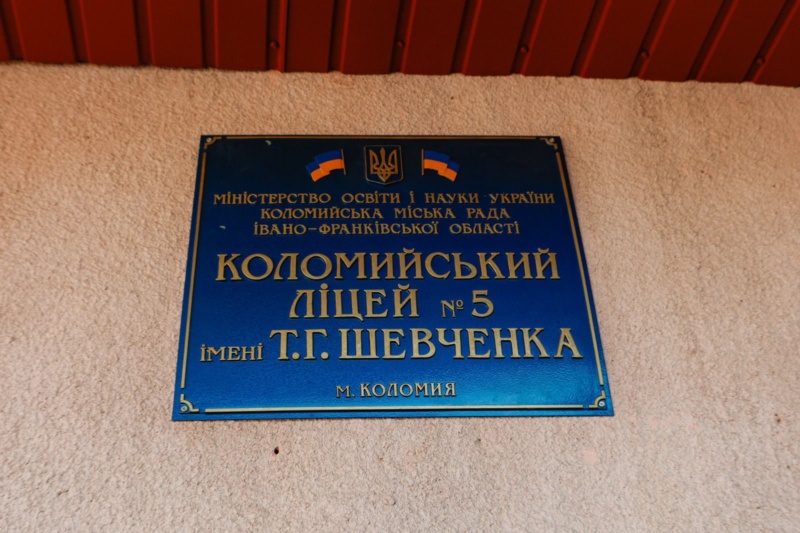 МІНІСТЕРСТВО ОСВІТИ І НАУКИ УКРАЇНИ
КОЛОМИЙСЬКА МІСЬКА РАДА
ІВАНО-ФРАНКІВСЬКОЇ ОБЛАСТІ
КОЛОМИЙСЬКИЙ
ЛІЦЕЙ №5
ІМЕНІ Т.Г. ШЕВЧЕНКА
М. КОЛОМИЯ